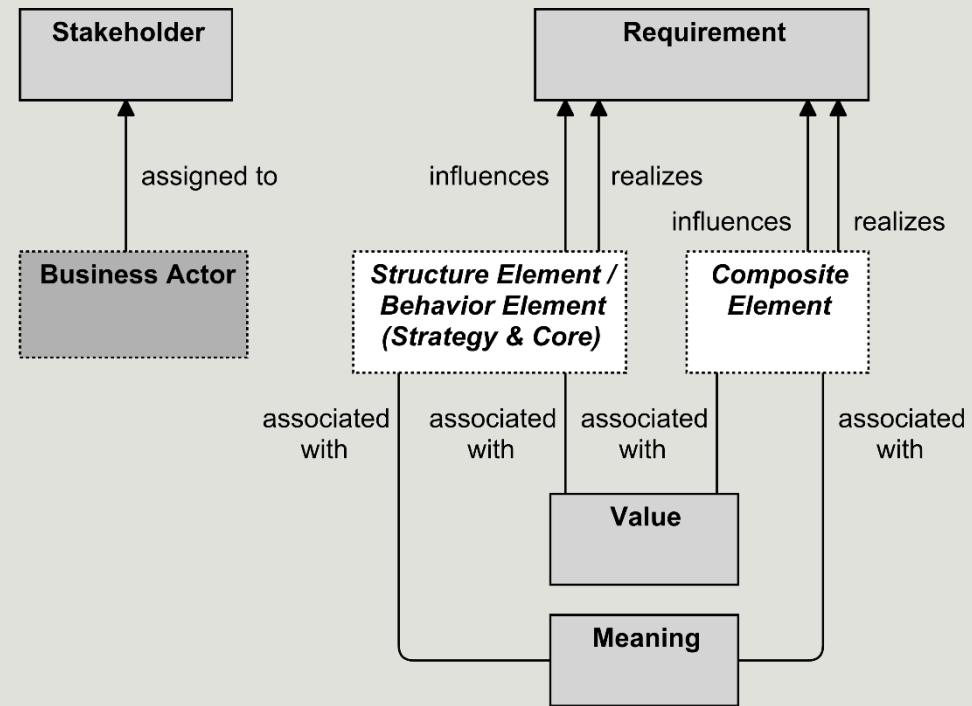 Stakeholder
Requirement
assigned to
influences
realizes
influences
realizes
Business Actor
Structure Element /
Behavior Element
(Strategy & Core)
Composite
Element
associated
with
associated
with
associated
with
associated
with
Value
Meaning